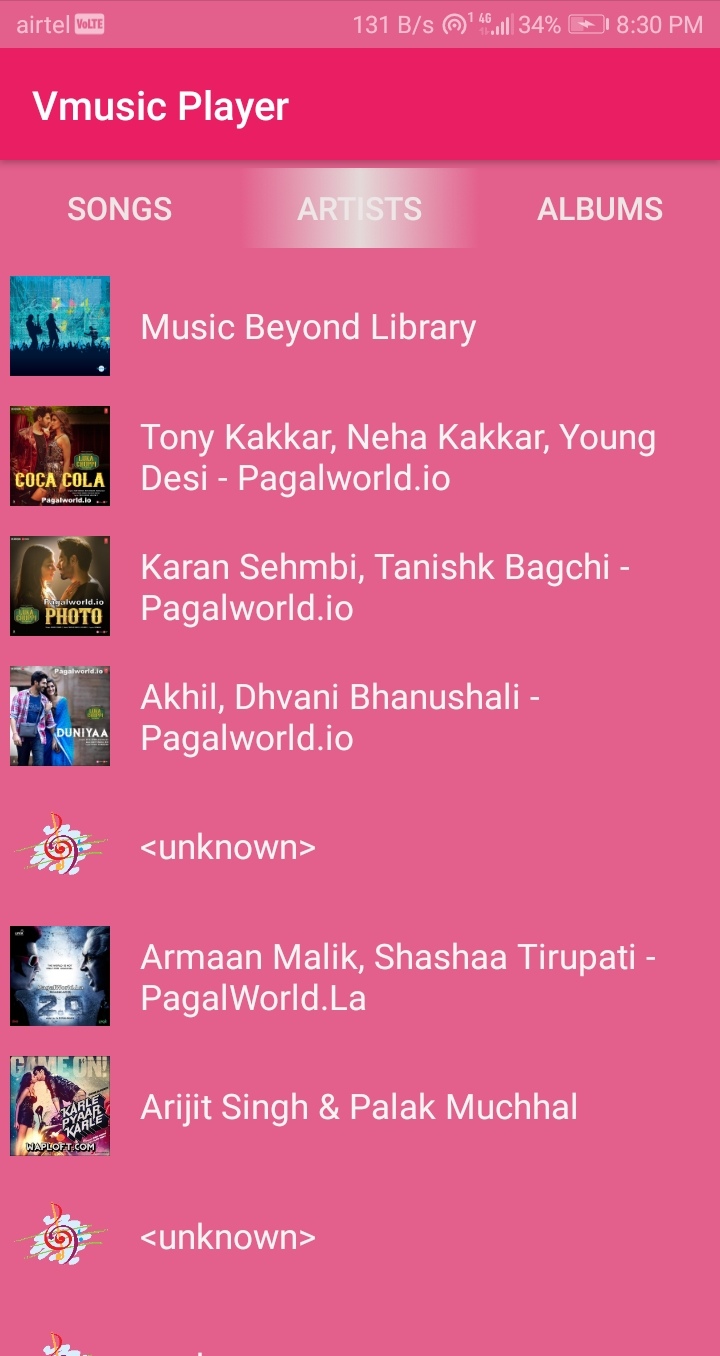 airtel VoLTE 131 B/s 1 4G 34% 8:30 PM
Vmusic Player
SONGS ARTISTS ALBUMS
Music Beyond Library
COCA COLA
Pagalworld.io
Tony Kakkar, Neha Kakkar, Young
Desi - Pagalworld.io
Pagalworld.io
PHOTO
Karan Sehmbi, Tanishk Bagchi -
Pagalworld.io
Pagalworld.io
DUNIYAA
Akhil, Dhvani Bhanushali -
Pagalworld.io
<unknown>
PagalWorld.La
2.0
Armaan Malik, Shashaa Tirupati -
PagalWorld.La
GAME ON!
KARLE
PYAAR
KARLE
WAPLOFT.COM
Arijit Singh & Palak Muchhal
<unknown>